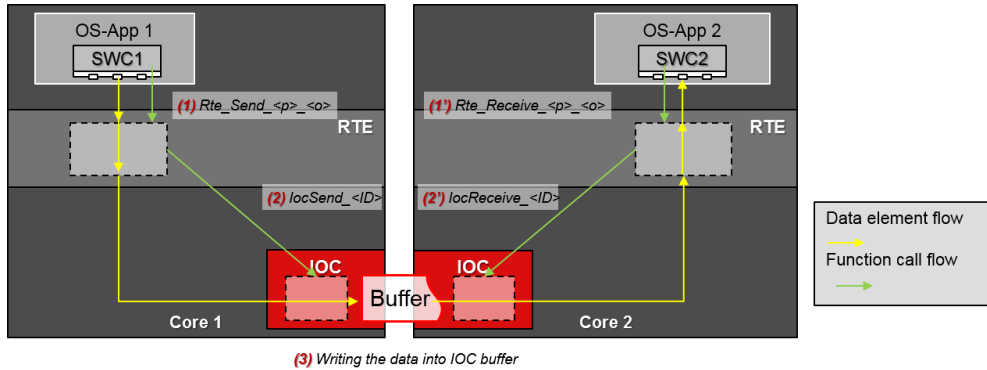 OS-App 1
SWC1
(1) Rte_Send_<p>_<o>
RTE
(2) IocSend_<ID>
IOC
Core 1
Buffer
OS-App 2
SWC2
(1') Rte_Receive_<p>_<o>
RTE
(2') IocReceive_<ID>
IOC
Core 2
(3) Writing the data into IOC buffer
Data element flow
Function call flow